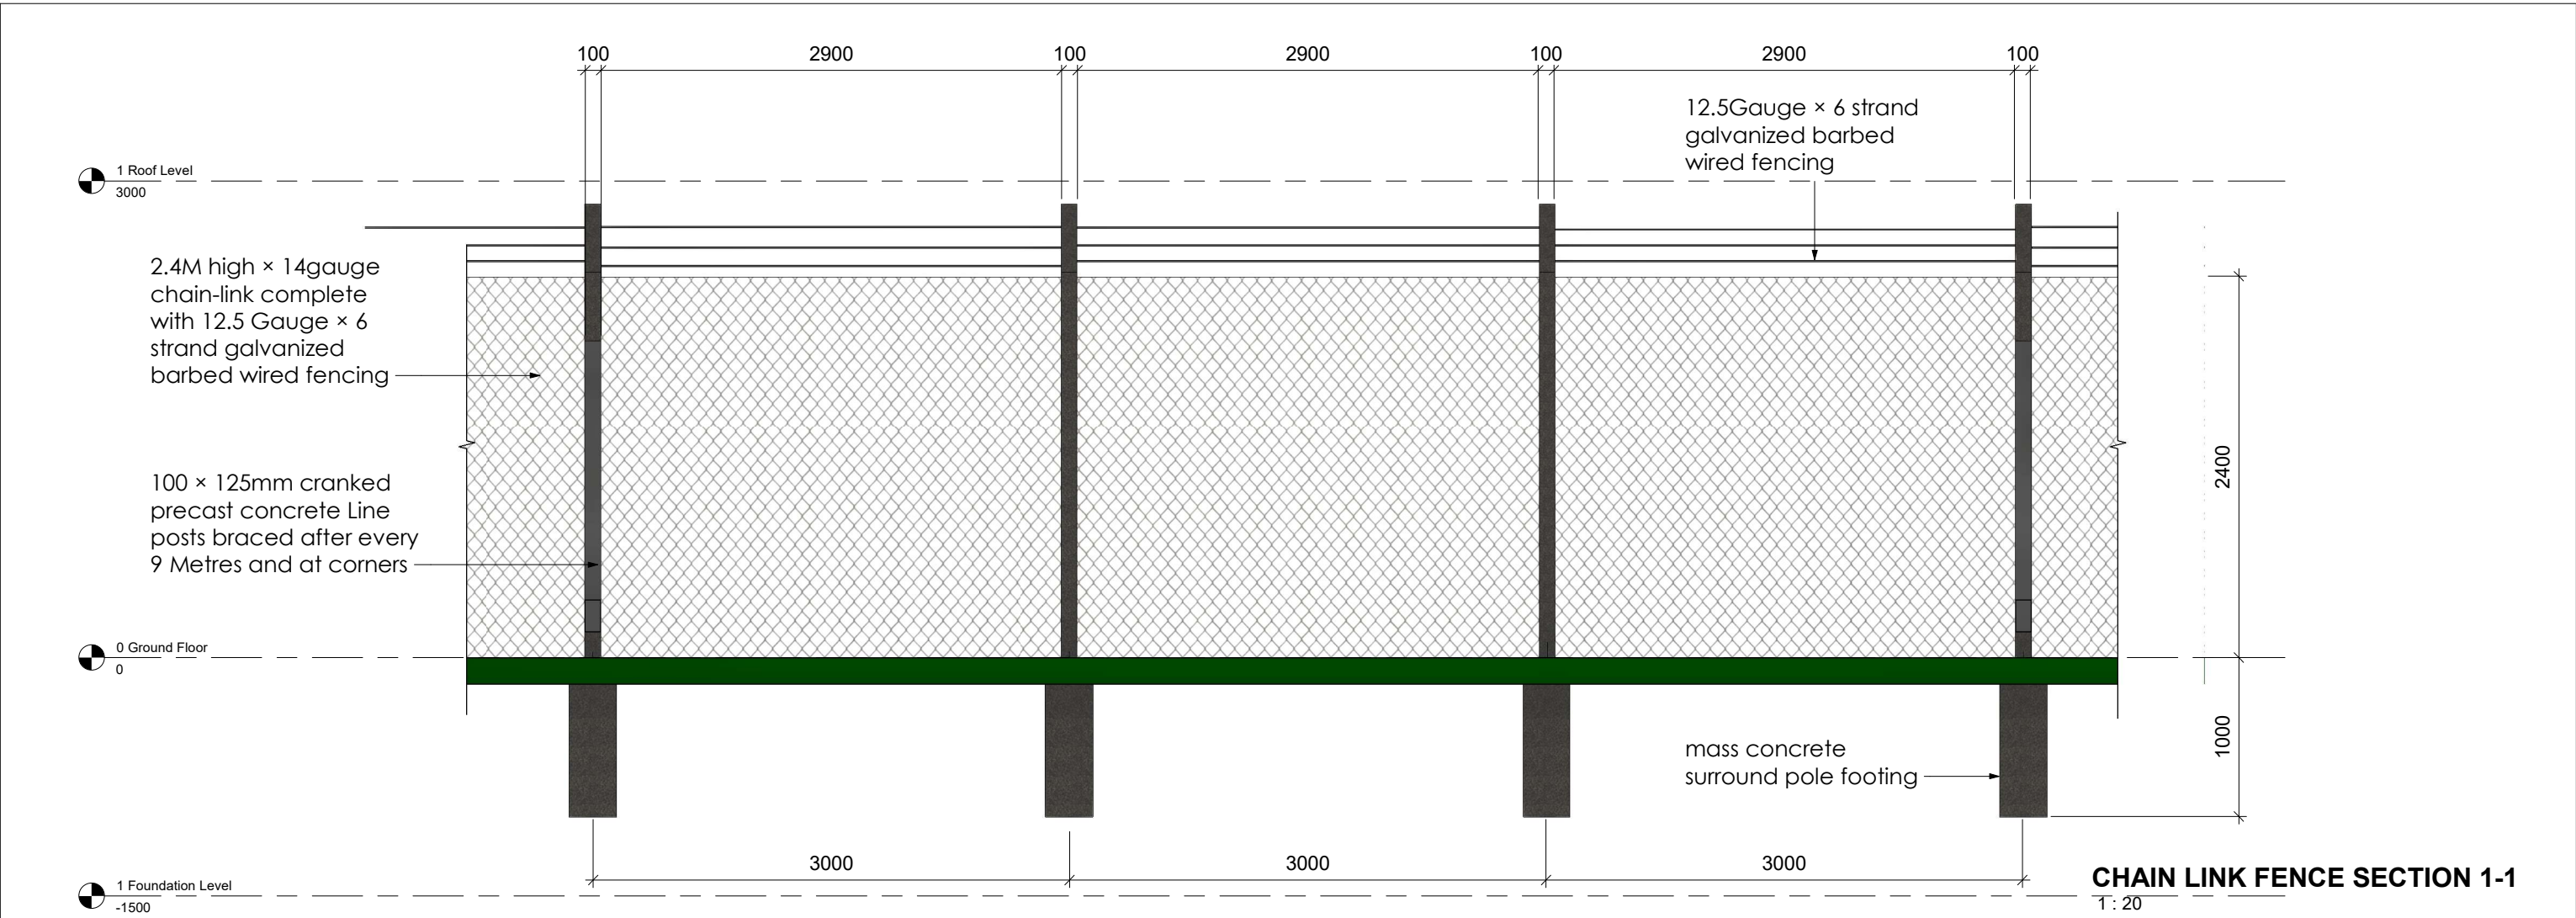 100 2900 100 2900 100 2900 100
12.5Gauge × 6 strand
galvanized barbed
wired fencing
1 Roof Level
3000
2.4M high × 14gauge
chain-link complete
with 12.5 Gauge × 6
strand galvanized
barbed wired fencing
2400
100 × 125mm cranked
precast concrete Line
posts braced after every
9 Metres and at corners
0 Ground Floor
0
1000
mass concrete
surround pole footing
3000 3000 3000
1 Foundation Level
-1500
CHAIN LINK FENCE SECTION 1-1
1 : 20